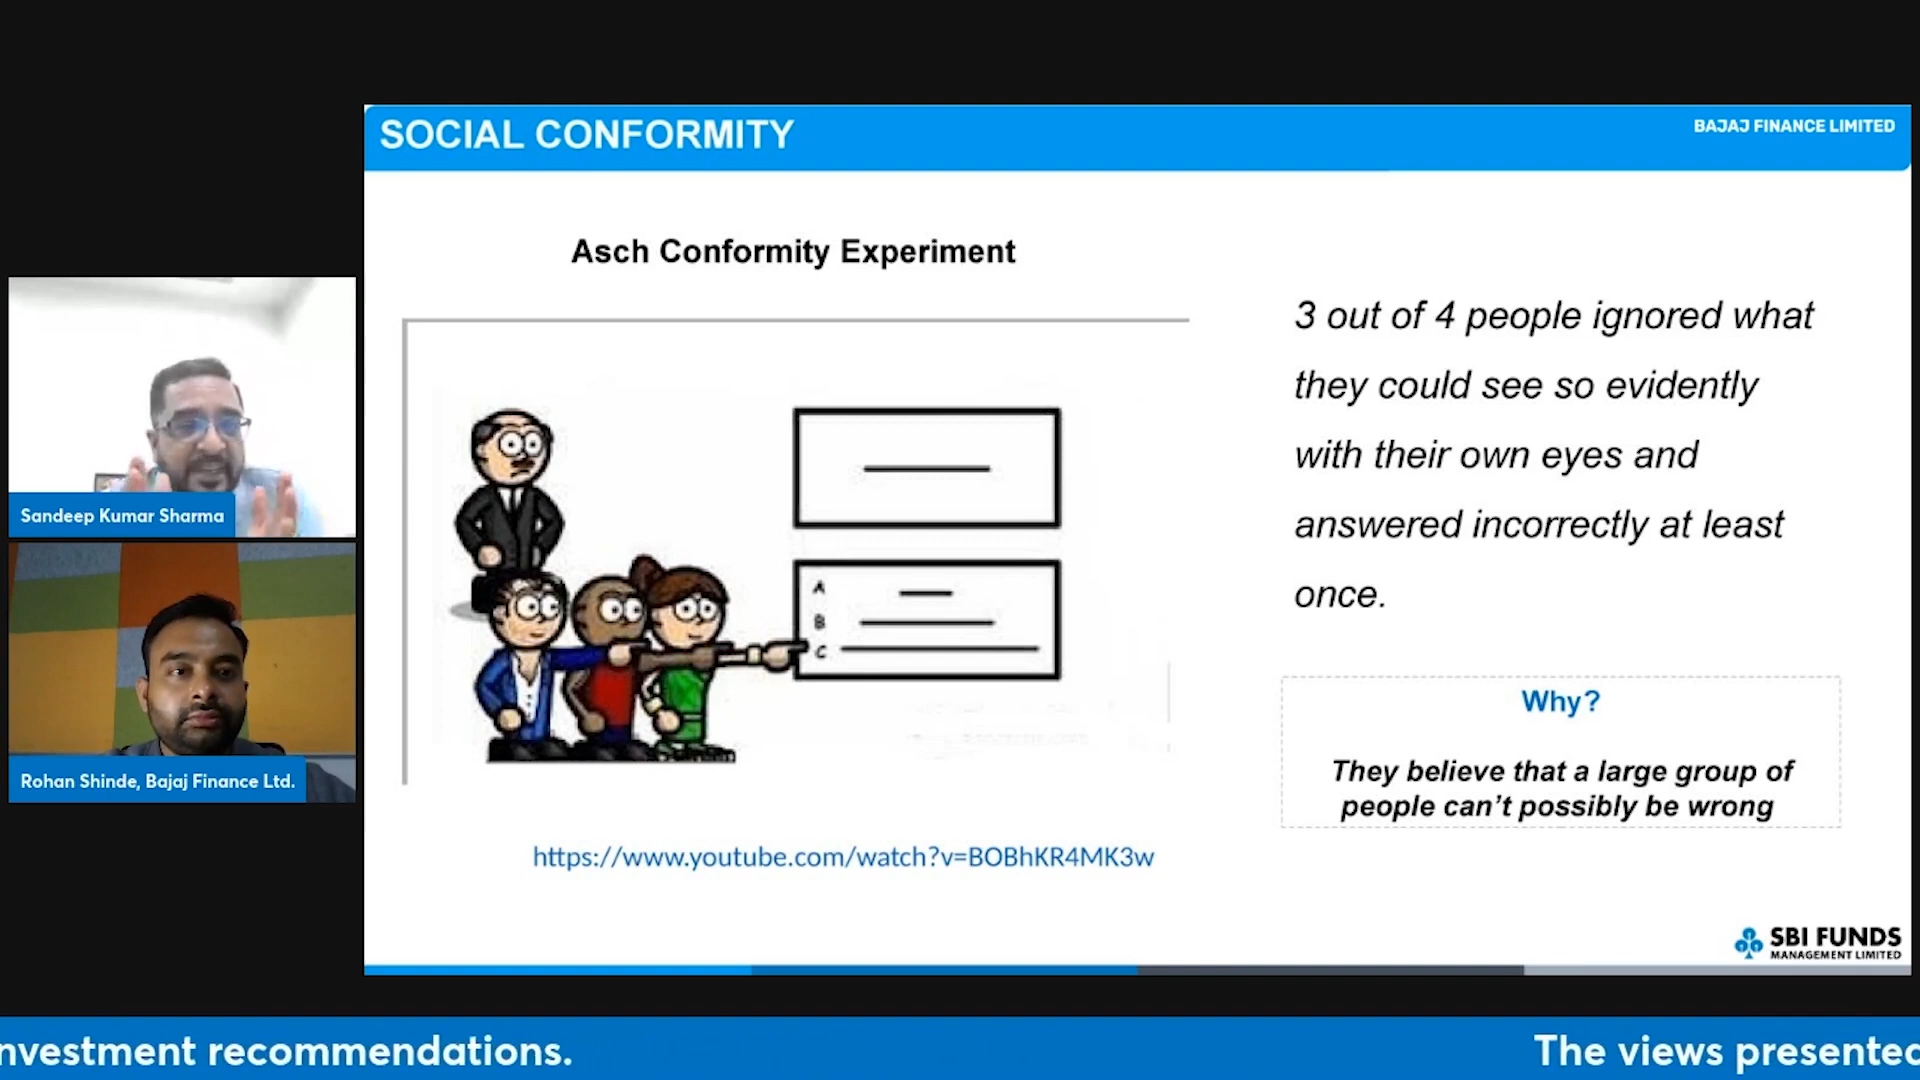 SOCIAL CONFORMITY
BAJAJ FINANCE LIMITED
Asch Conformity Experiment
A
B
C
https://www.youtube.com/watch?v=BOBhKR4MK3w
3 out of 4 people ignored what
they could see so evidently
with their own eyes and
answered incorrectly at least
once.
Why?
They believe that a large group of
people can't possibly be wrong
SBI FUNDS
MANAGEMENT LIMITED
Sandeep Kumar Sharma
Rohan Shinde, Bajaj Finance Ltd.
nvestment recommendations.
The views presented